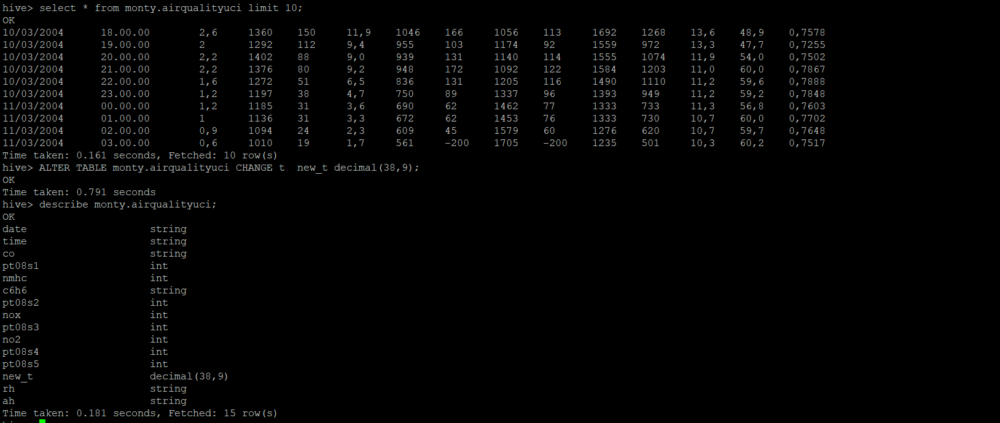 hive> select * from monty.airqualityuci limit 10;
OK
10/03/2004 18.00.00 2,6 1360 150 11,9 1046 166 1056 113 1692 1268 13,6 48,9 0,7578
10/03/2004 19.00.00 2 1292 112 9,4 955 103 1174 92 1559 972 13,3 47,7 0,7255
10/03/2004 20.00.00 2,2 1402 88 9,0 939 131 1140 114 1555 1074 11,9 54,0 0,7502
10/03/2004 21.00.00 2,2 1376 80 9,2 948 172 1092 122 1584 1203 11,0 60,0 0,7867
10/03/2004 22.00.00 1,6 1272 51 6,5 836 131 1205 116 1490 1110 11,2 59,6 0,7888
10/03/2004 23.00.00 1,2 1197 38 4,7 750 89 1337 96 1393 949 11,2 59,2 0,7848
11/03/2004 00.00.00 1,2 1185 31 3,6 690 62 1462 77 1333 733 11,3 56,8 0,7603
11/03/2004 01.00.00 1 1136 31 3,3 672 62 1453 76 1333 730 10,7 60,0 0,7702
11/03/2004 02.00.00 0,9 1094 24 2,3 609 45 1579 60 1276 620 10,7 59,7 0,7648
11/03/2004 03.00.00 0,6 1010 19 1,7 561 -200 1705 -200 1235 501 10,3 60,2 0,7517
Time taken: 0.161 seconds, Fetched: 10 row(s)
hive> ALTER TABLE monty.airqualityuci CHANGE t  new_t decimal(38,9);
OK
Time taken: 0.791 seconds
hive> describe monty.airqualityuci;
OK
date string
time string
co string
pt08s1 int
nmhc int
c6h6 string
pt08s2 int
nox int
pt08s3 int
no2 int
pt08s4 int
pt08s5 int
new_t decimal(38,9)
rh string
ah string
Time taken: 0.181 seconds, Fetched: 15 row(s)